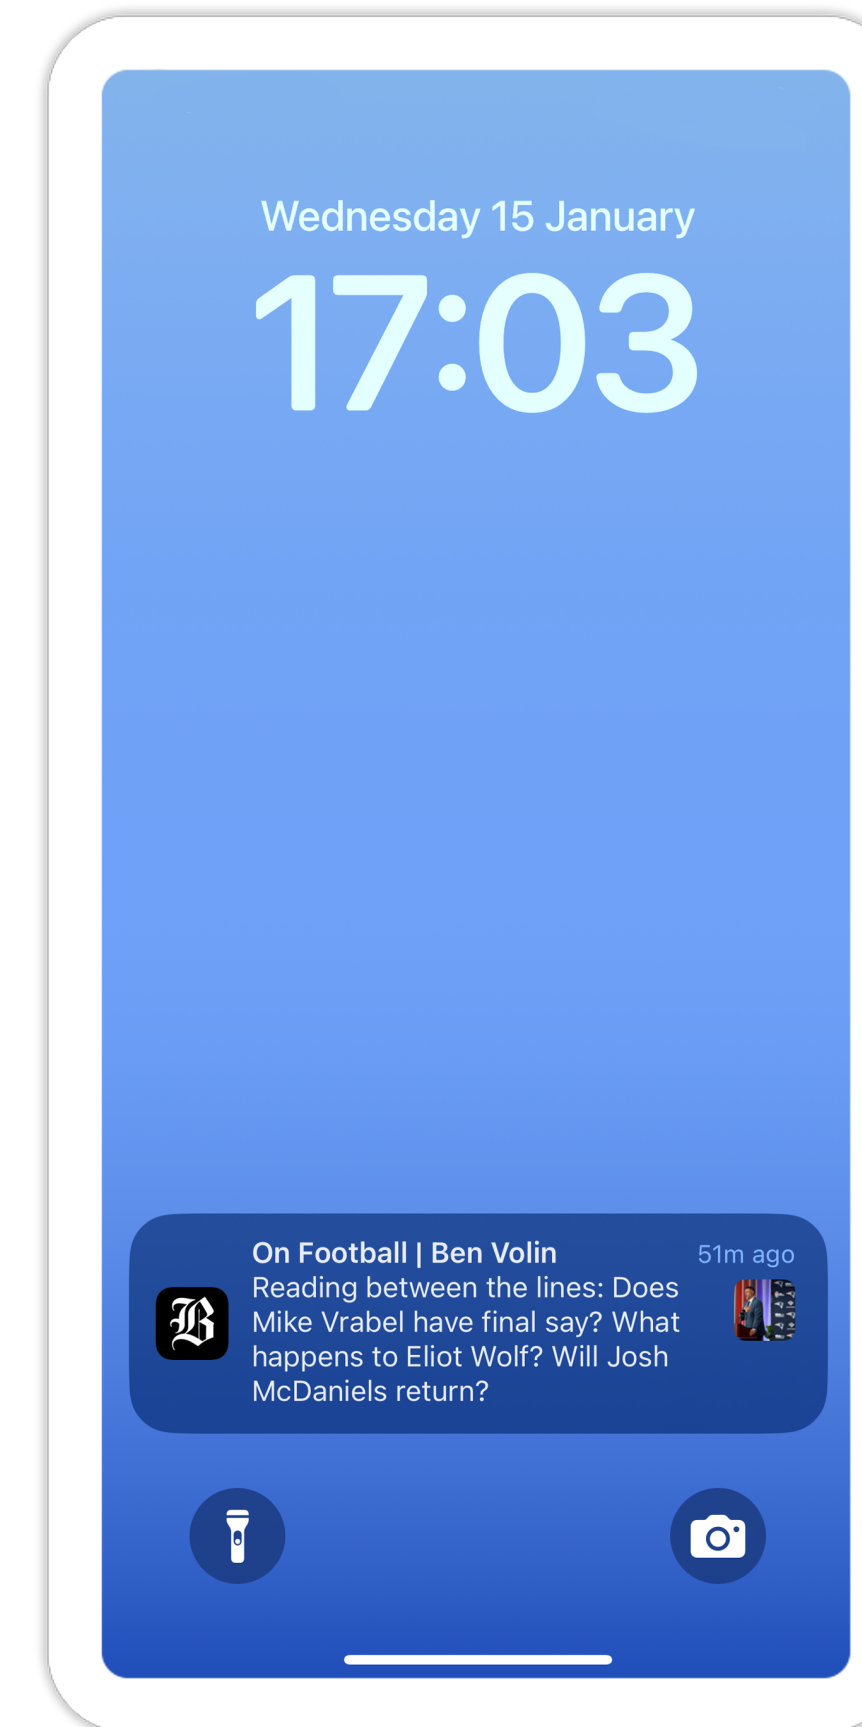 Wednesday 15 January
17:03
On Football | Ben Volin
51m ago
Reading between the lines: Does
Mike Vrabel have final say? What
happens to Eliot Wolf? Will Josh
McDaniels return?
B